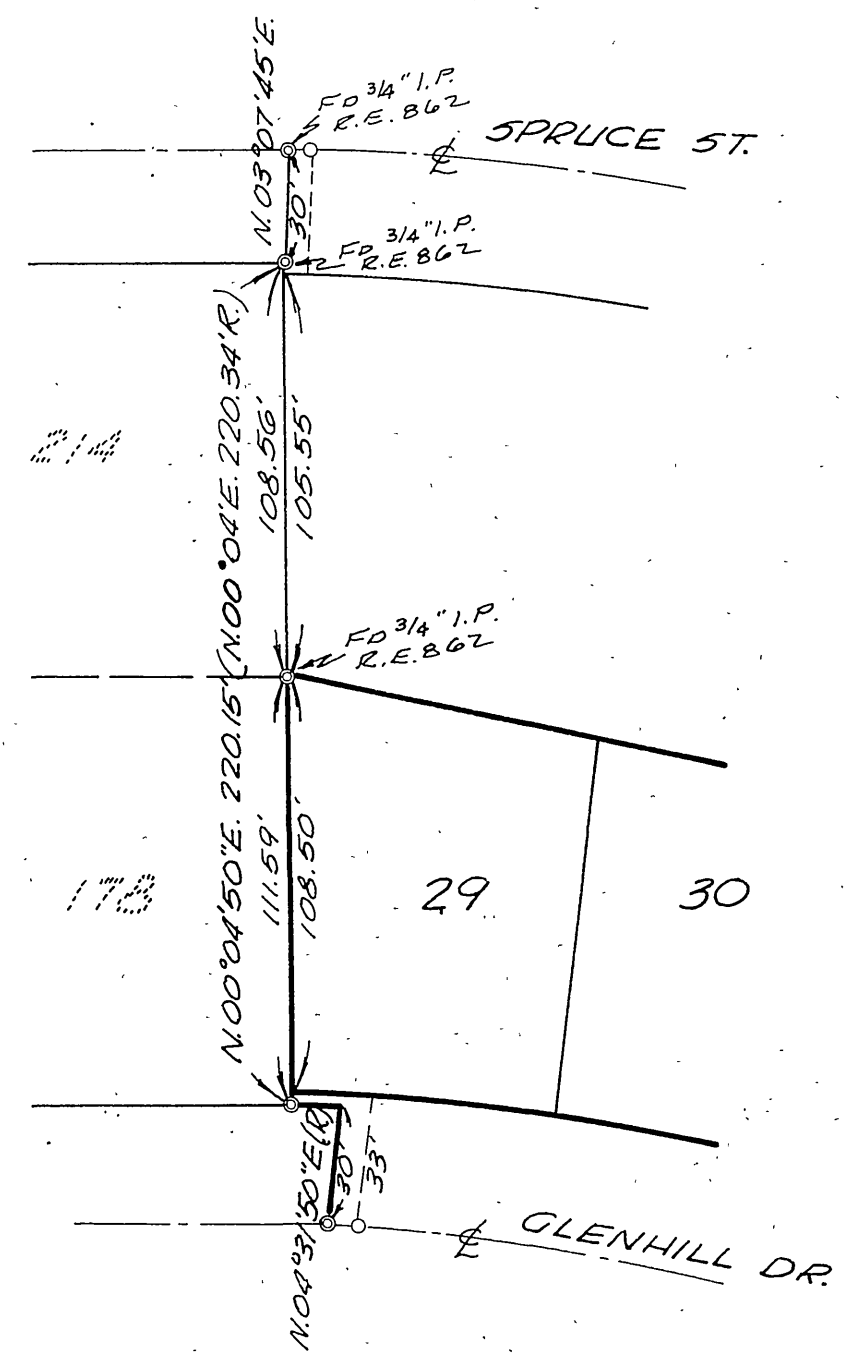 N.03°07'45"E.
FD 3/4" I.P.
R.E. 862
℄ SPRUCE ST.
30'
FD 3/4" I.P.
R.E. 862
214
N.00°04'50"E. 220.15' (N.00°04'E. 220.34'R.)
108.56'
105.55'
FD 3/4" I.P.
R.E. 862
178
111.59'
108.50'
29
30
N.04°31'50"E(R)
30'
33'
℄ GLENHILL DR.